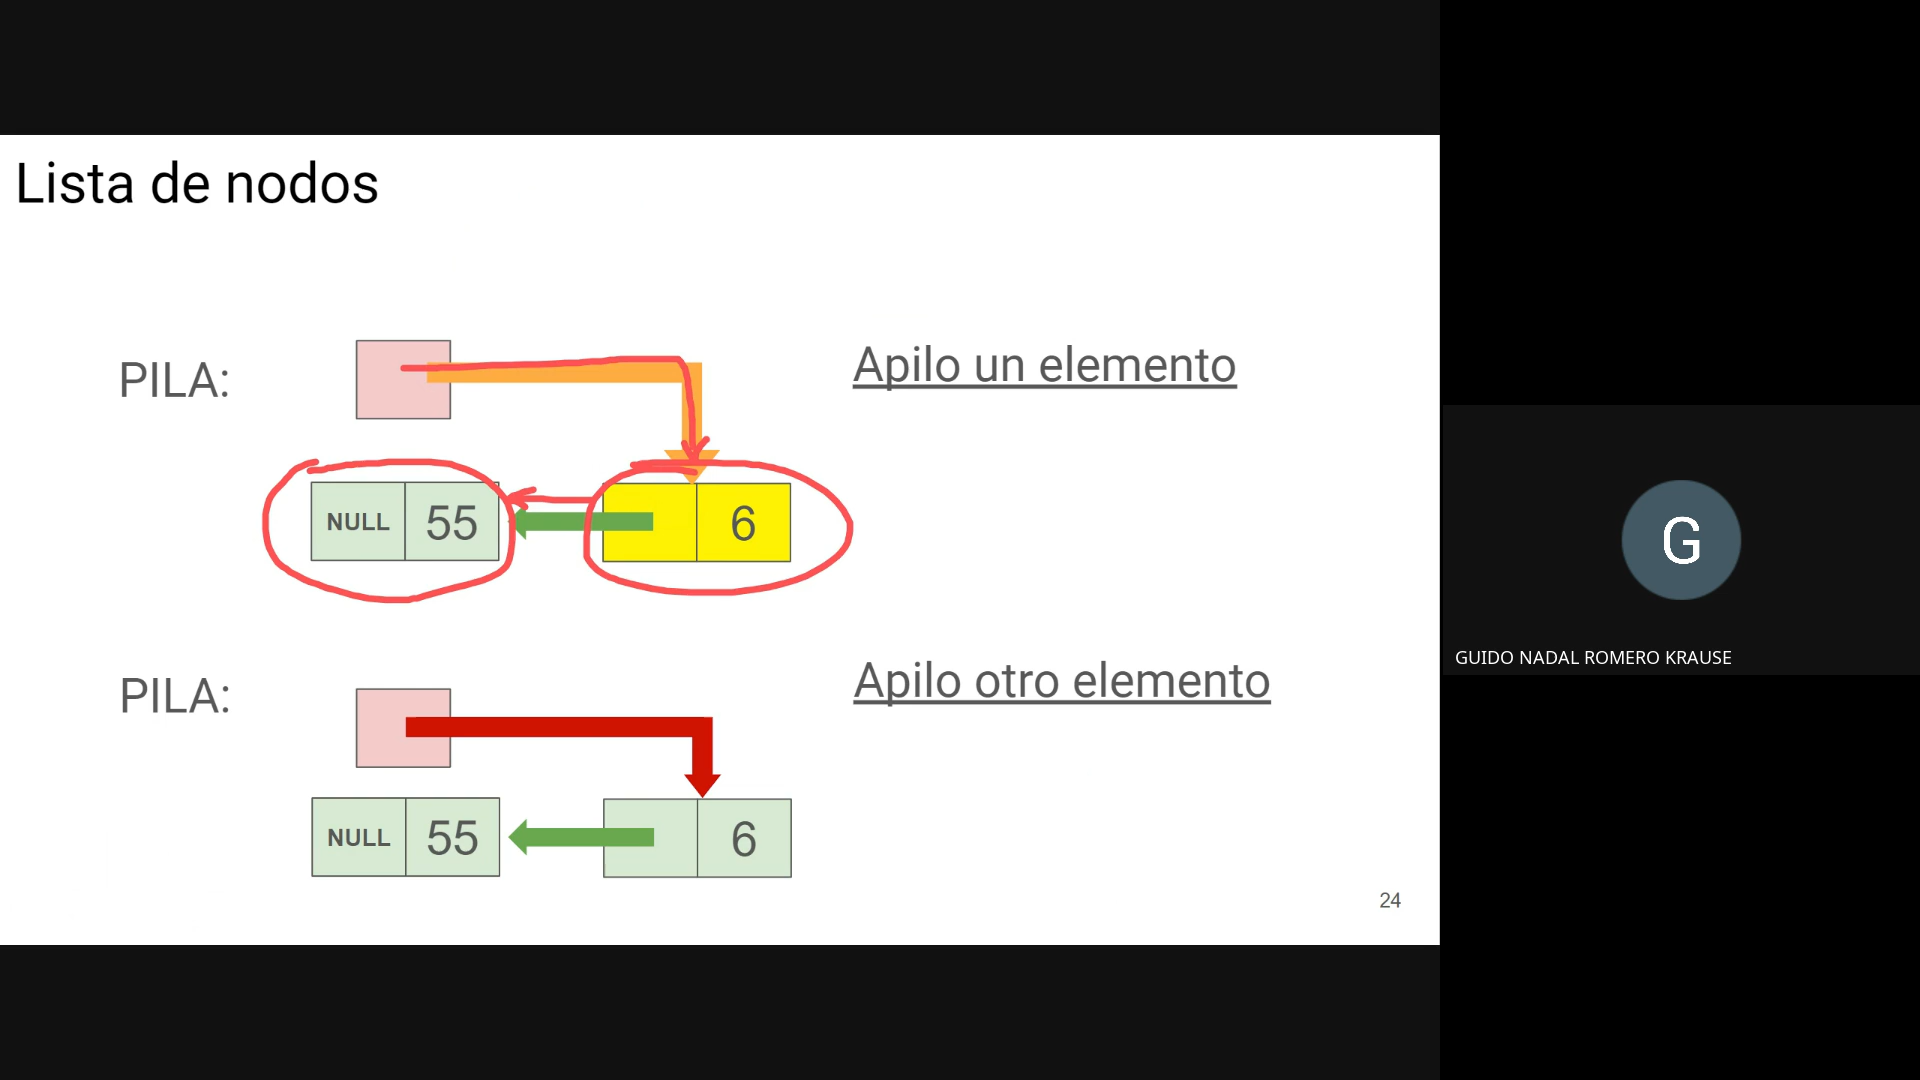 Lista de nodos
PILA:
Apilo un elemento
NULL 55
6
PILA:
Apilo otro elemento
NULL 55
6
24
G
GUIDO NADAL ROMERO KRAUSE